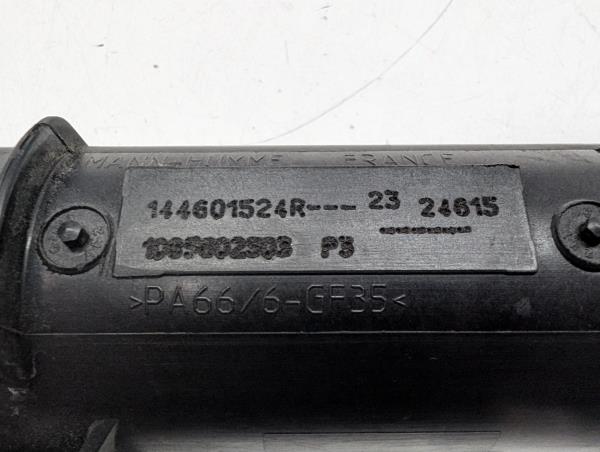 MANN+HUMMEL FRANCE
144601524R--- 23 24615
P3
>PA66/6-GF35<